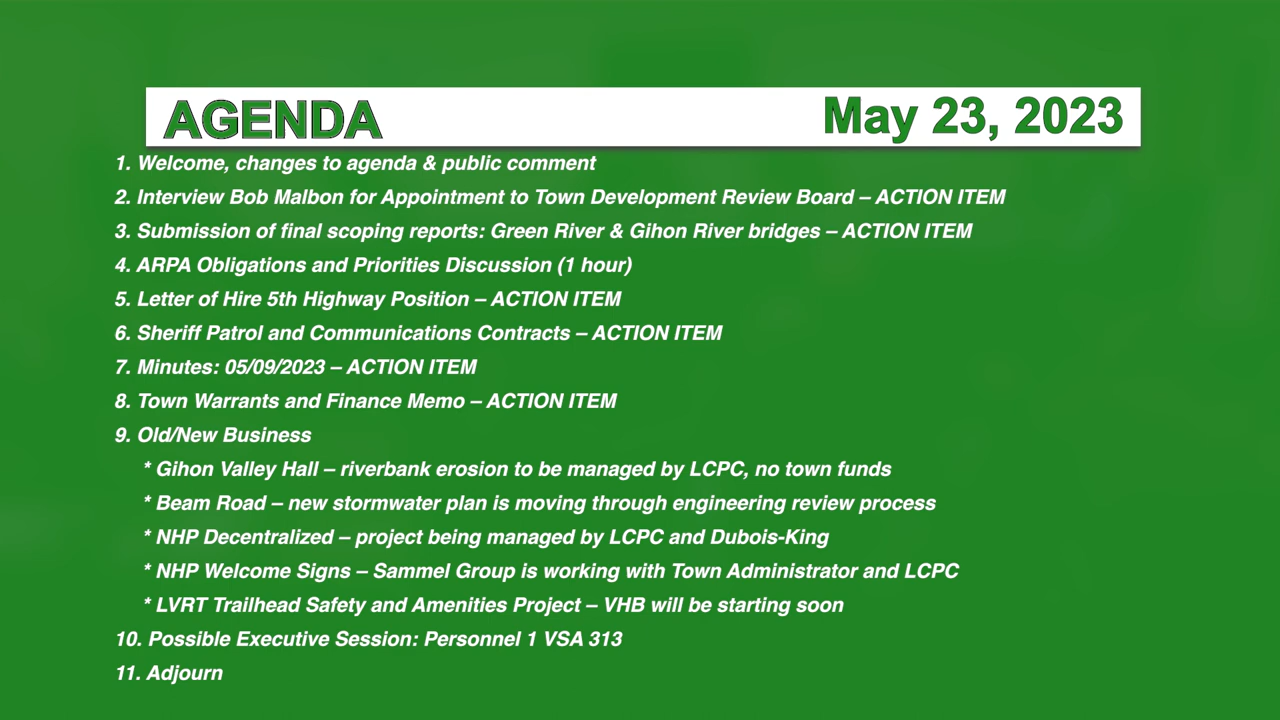 AGENDA May 23, 2023
1. Welcome, changes to agenda & public comment
2. Interview Bob Malbon for Appointment to Town Development Review Board – ACTION ITEM
3. Submission of final scoping reports: Green River & Gihon River bridges – ACTION ITEM
4. ARPA Obligations and Priorities Discussion (1 hour)
5. Letter of Hire 5th Highway Position – ACTION ITEM
6. Sheriff Patrol and Communications Contracts – ACTION ITEM
7. Minutes: 05/09/2023 – ACTION ITEM
8. Town Warrants and Finance Memo – ACTION ITEM
9. Old/New Business
* Gihon Valley Hall – riverbank erosion to be managed by LCPC, no town funds
* Beam Road – new stormwater plan is moving through engineering review process
* NHP Decentralized – project being managed by LCPC and Dubois-King
* NHP Welcome Signs – Sammel Group is working with Town Administrator and LCPC
* LVRT Trailhead Safety and Amenities Project – VHB will be starting soon
10. Possible Executive Session: Personnel 1 VSA 313
11. Adjourn